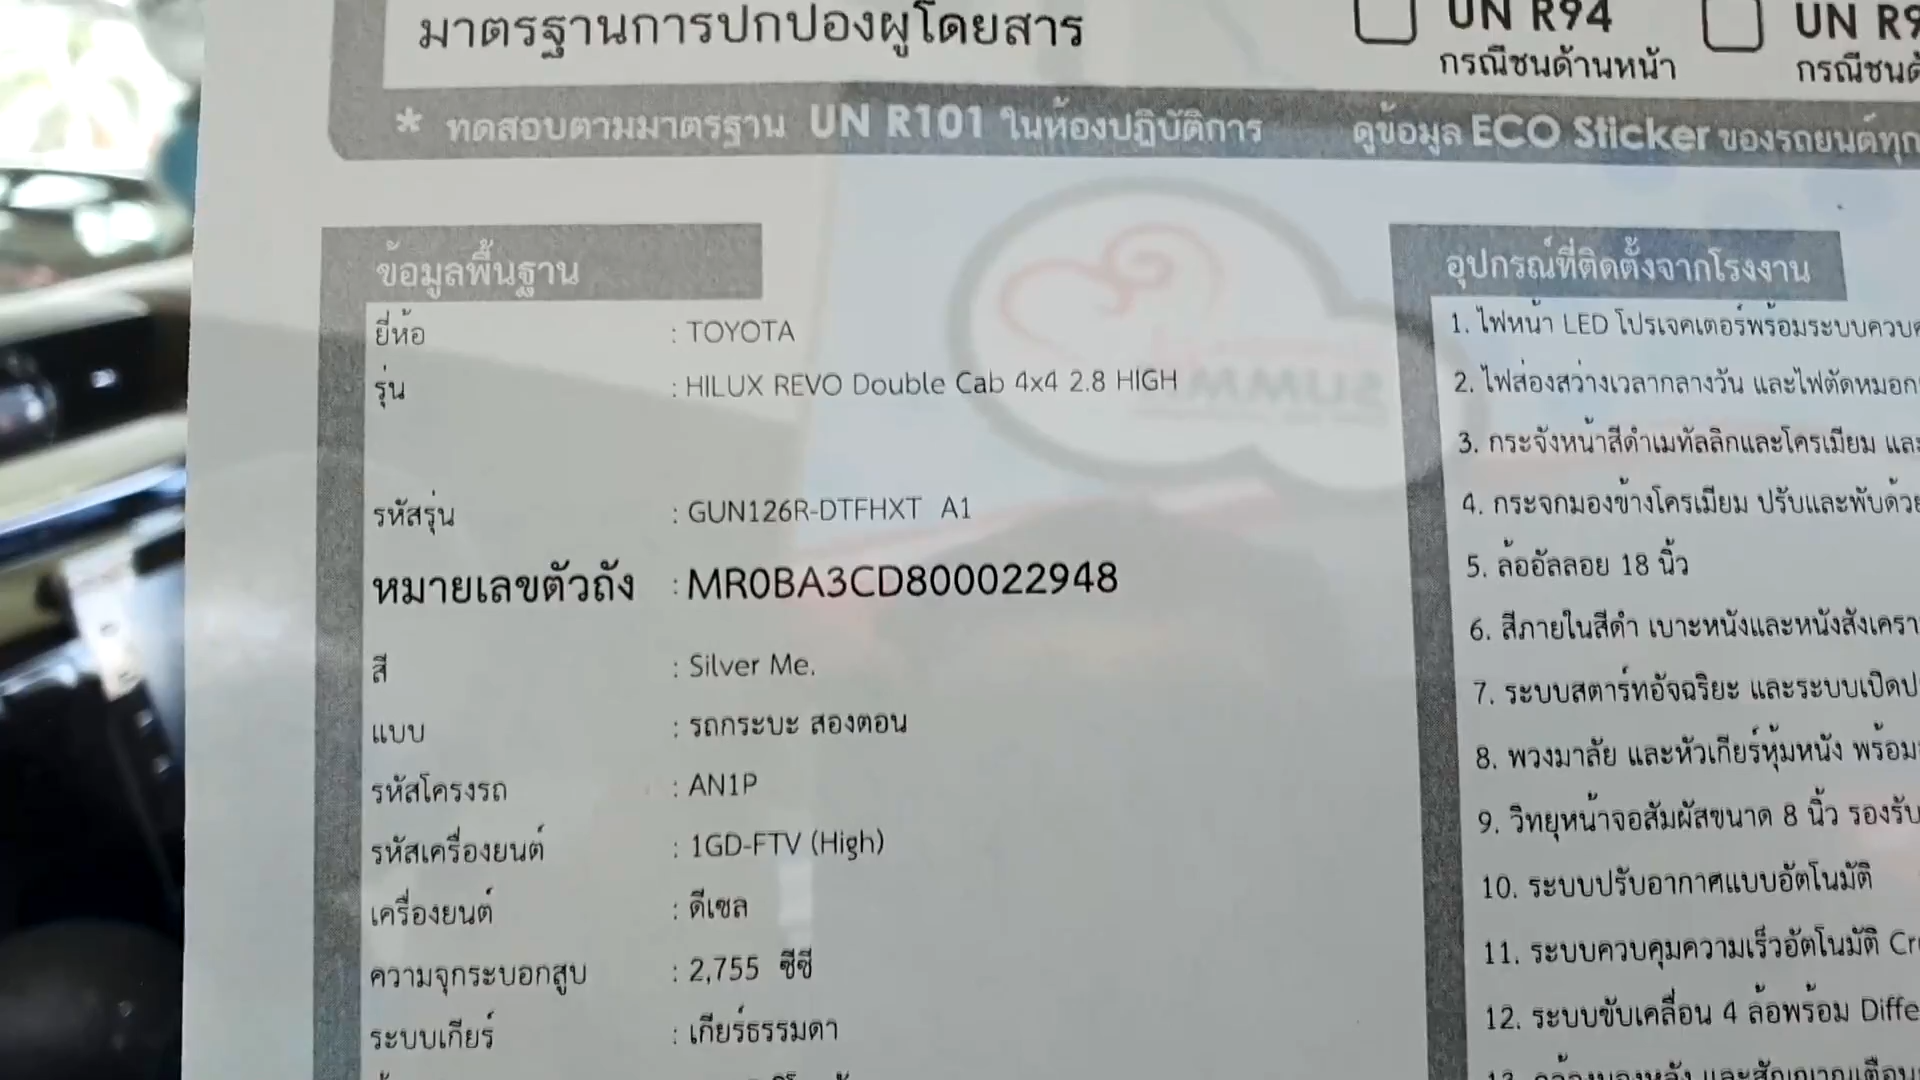 มาตรฐานการปกป้องผู้โดยสาร
UN R94
กรณีชนด้านหน้า
* ทดสอบตามมาตรฐาน UN R101 ในห้องปฏิบัติการ ดูข้อมูล ECO Sticker ของรถยนต์ทุก
ข้อมูลพื้นฐาน
ยี่ห้อ : TOYOTA
รุ่น : HILUX REVO Double Cab 4x4 2.8 HIGH
รหัสรุ่น : GUN126R-DTFHXT A1
หมายเลขตัวถัง : MR0BA3CD800022948
สี : Silver Me.
แบบ : รถกระบะ สองตอน
รหัสโครงรถ : AN1P
รหัสเครื่องยนต์ : 1GD-FTV (High)
เครื่องยนต์ : ดีเซล
ความจุกระบอกสูบ : 2,755 ซีซี
ระบบเกียร์ : เกียร์ธรรมดา
อุปกรณ์ที่ติดตั้งจากโรงงาน
1. ไฟหน้า LED โปรเจคเตอร์พร้อมระบบควบค
2. ไฟส่องสว่างเวลากลางวัน และไฟตัดหมอก
3. กระจังหน้าสีดำเมทัลลิกและโครเมียม และ
4. กระจกมองข้างโครเมียม ปรับและพับด้วย
5. ล้ออัลลอย 18 นิ้ว
6. สีภายในสีดำ เบาะหนังและหนังสังเครา
7. ระบบสตาร์ทอัจฉริยะ และระบบเปิดป
8. พวงมาลัย และหัวเกียร์หุ้มหนัง พร้อม
9. วิทยุหน้าจอสัมผัสขนาด 8 นิ้ว รองรับ
10. ระบบปรับอากาศแบบอัตโนมัติ
11. ระบบควบคุมความเร็วอัตโนมัติ Cr
12. ระบบขับเคลื่อน 4 ล้อพร้อม Diffe